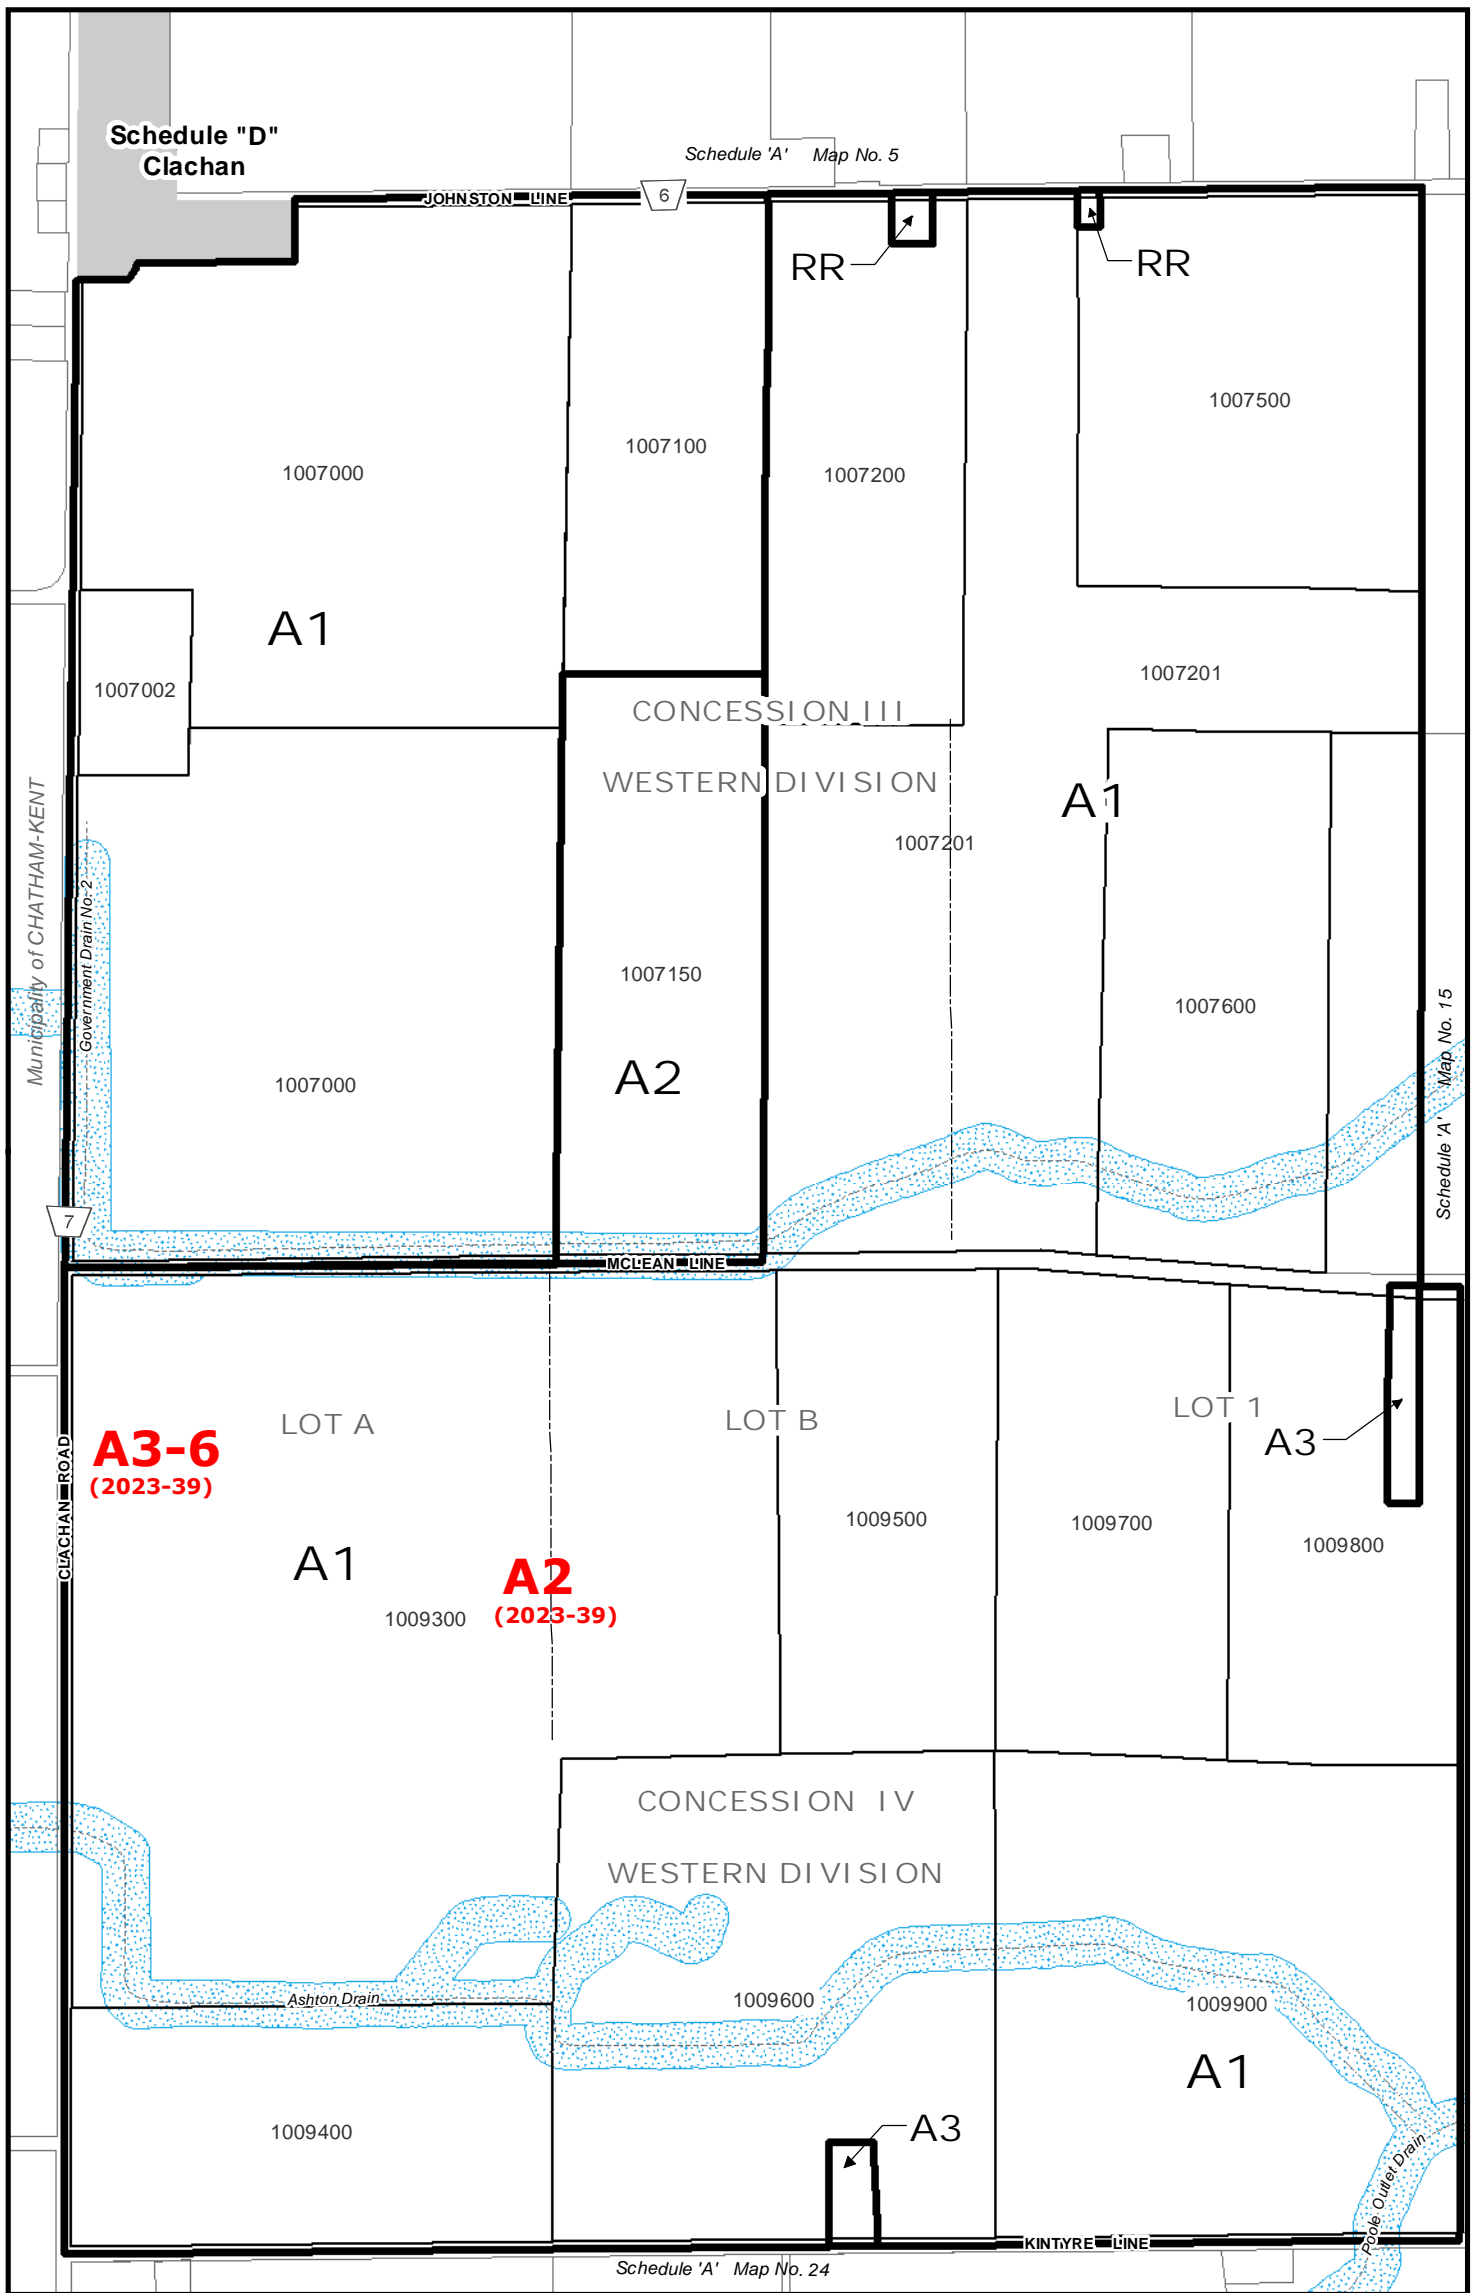 Schedule "D"
Clachan
Schedule 'A' Map No. 5
JOHNSTON LINE
6
RR
RR
1007500
1007100
1007000
1007200
A1
1007201
1007002
CONCESSION III
WESTERN DIVISION
A1
1007201
Municipality of CHATHAM-KENT
Government Drain No. 2
1007150
1007600
Schedule 'A' Map No. 15
A2
1007000
7
MCLEAN LINE
LOT A
LOT B
LOT 1
A3
A3-6
(2023-39)
CLACHAN ROAD
1009500
1009700
1009800
A1
A2
(2023-39)
1009300
CONCESSION IV
WESTERN DIVISION
Ashton Drain
1009600
1009900
A1
1009400
A3
Poole Outlet Drain
KINTYRE LINE
Schedule 'A' Map No. 24